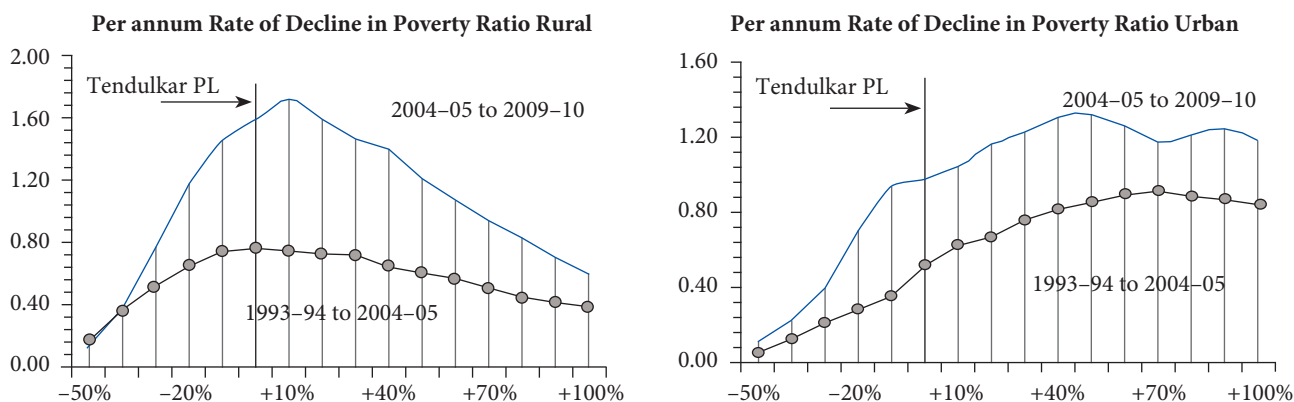 Per annum Rate of Decline in Poverty Ratio Rural
2.00
1.60
1.20
0.80
0.40
0.00
Tendulkar PL
2004–05 to 2009–10
1993–94 to 2004–05
–50% –20% +10% +40% +70% +100%
Per annum Rate of Decline in Poverty Ratio Urban
1.60
1.20
0.80
0.40
0.00
Tendulkar PL
2004–05 to 2009–10
1993–94 to 2004–05
–50% –20% +10% +40% +70% +100%